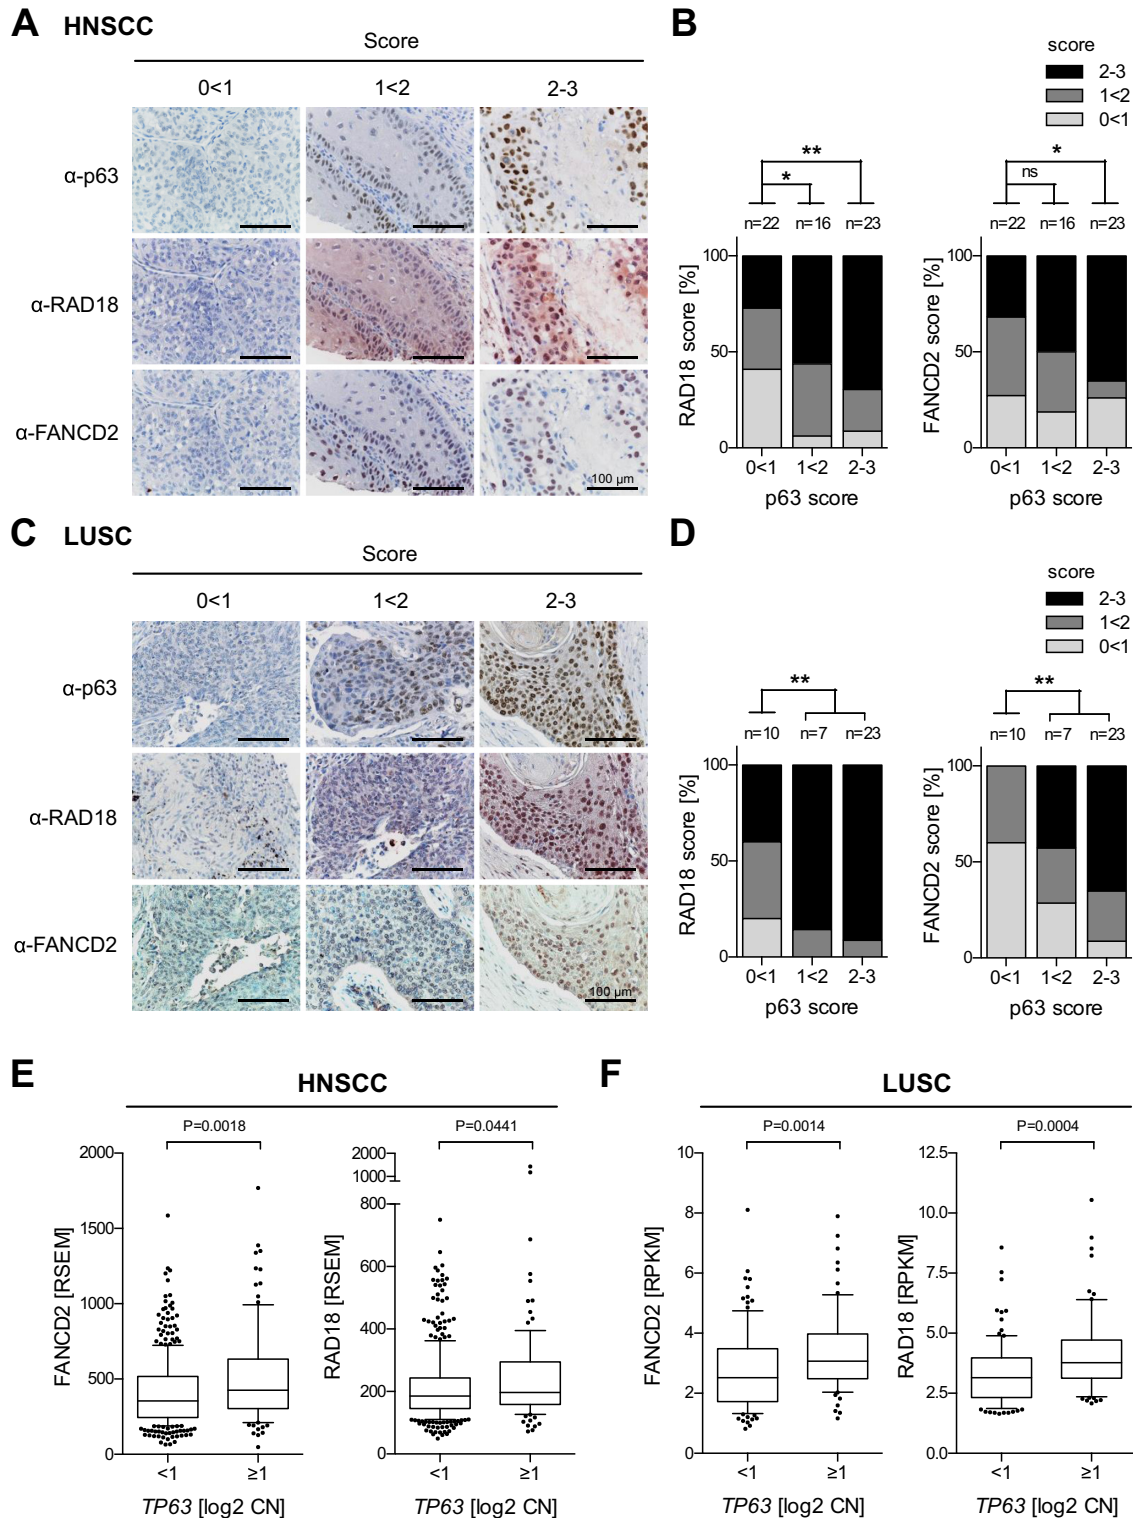 A HNSCC
Score
0<1 1<2 2-3
α-p63
α-RAD18
α-FANCD2
100 µm
B
score
2-3
1<2
0<1
**
*
n=22 n=16 n=23
100
50
0
RAD18 score [%]
0<1 1<2 2-3
p63 score
*
ns
n=22 n=16 n=23
100
50
0
FANCD2 score [%]
0<1 1<2 2-3
p63 score
C LUSC
Score
0<1 1<2 2-3
α-p63
α-RAD18
α-FANCD2
100 µm
D
score
2-3
1<2
0<1
**
n=10 n=7 n=23
100
50
0
RAD18 score [%]
0<1 1<2 2-3
p63 score
**
n=10 n=7 n=23
100
50
0
FANCD2 score [%]
0<1 1<2 2-3
p63 score
E HNSCC
P=0.0018
2000
1500
1000
500
0
FANCD2 [RSEM]
<1 ≥1
TP63 [log2 CN]
P=0.0441
2000
1000
800
600
400
200
0
RAD18 [RSEM]
<1 ≥1
TP63 [log2 CN]
F LUSC
P=0.0014
10
8
6
4
2
0
FANCD2 [RPKM]
<1 ≥1
TP63 [log2 CN]
P=0.0004
12.5
10.0
7.5
5.0
2.5
0.0
RAD18 [RPKM]
<1 ≥1
TP63 [log2 CN]